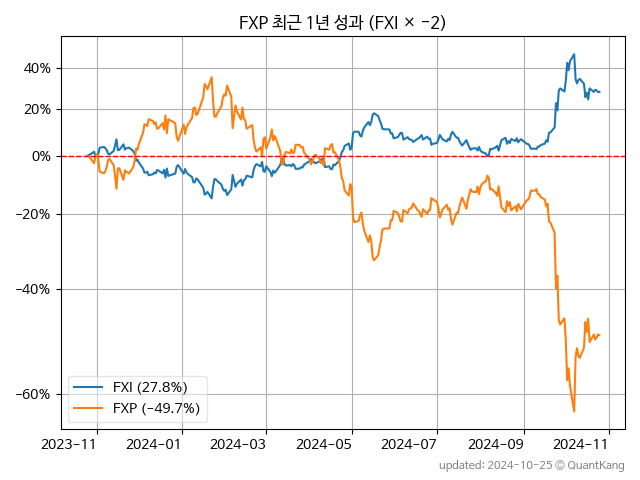 FXP 최근 1년 성과 (FXI × −2)
40%
20%
0%
−20%
−40%
−60%
FXI (27.8%)
FXP (−49.7%)
2023-11 2024-01 2024-03 2024-05 2024-07 2024-09 2024-11
updated: 2024-10-25 © QuantKang